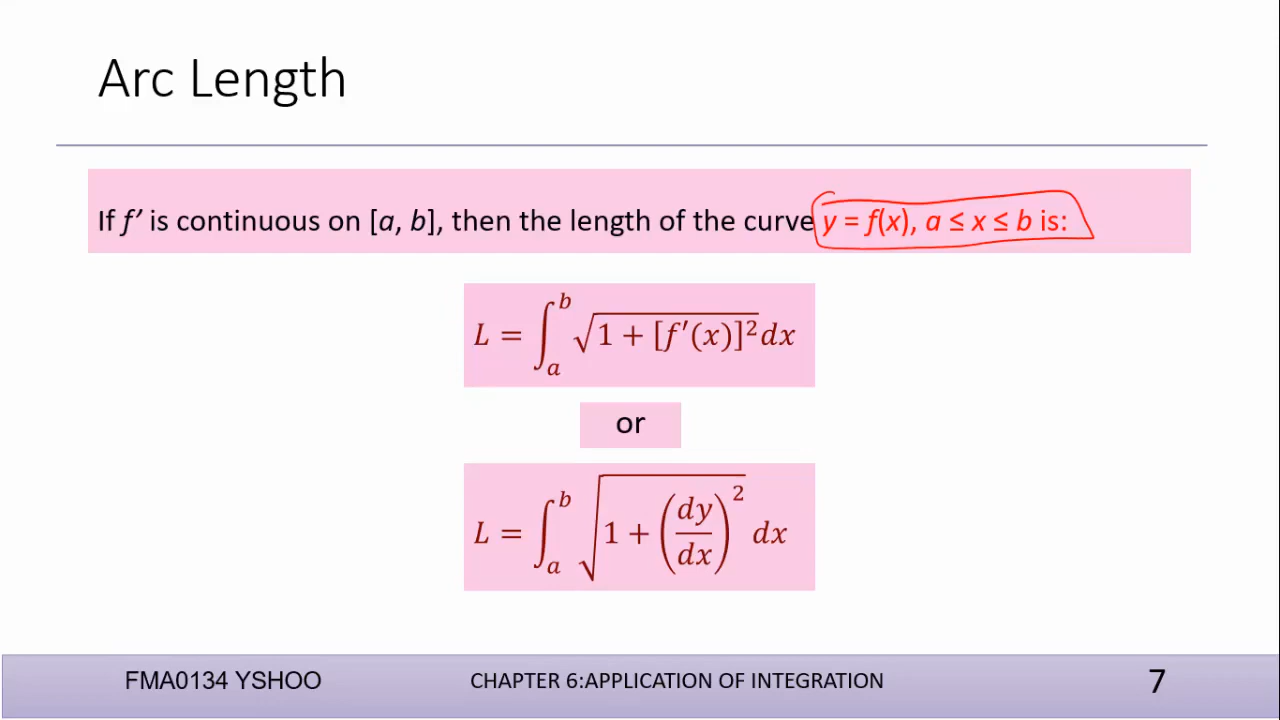 Arc Length
If f′ is continuous on [a, b], then the length of the curve y = f(x), a ≤ x ≤ b is:
L = ∫_a^b √(1 + [f′(x)]²) dx
or
L = ∫_a^b √(1 + (dy/dx)²) dx
FMA0134 YSHOO CHAPTER 6:APPLICATION OF INTEGRATION 7